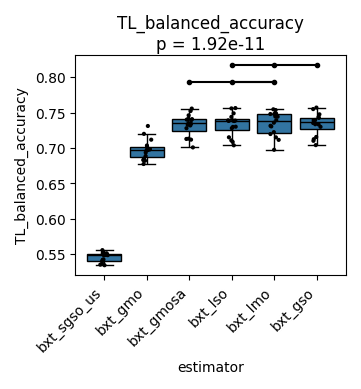 TL_balanced_accuracy
p = 1.92e-11
TL_balanced_accuracy
0.80
0.75
0.70
0.65
0.60
0.55
bxt_sgso_us
bxt_gmo
bxt_gmosa
bxt_lso
bxt_lmo
bxt_gso
estimator